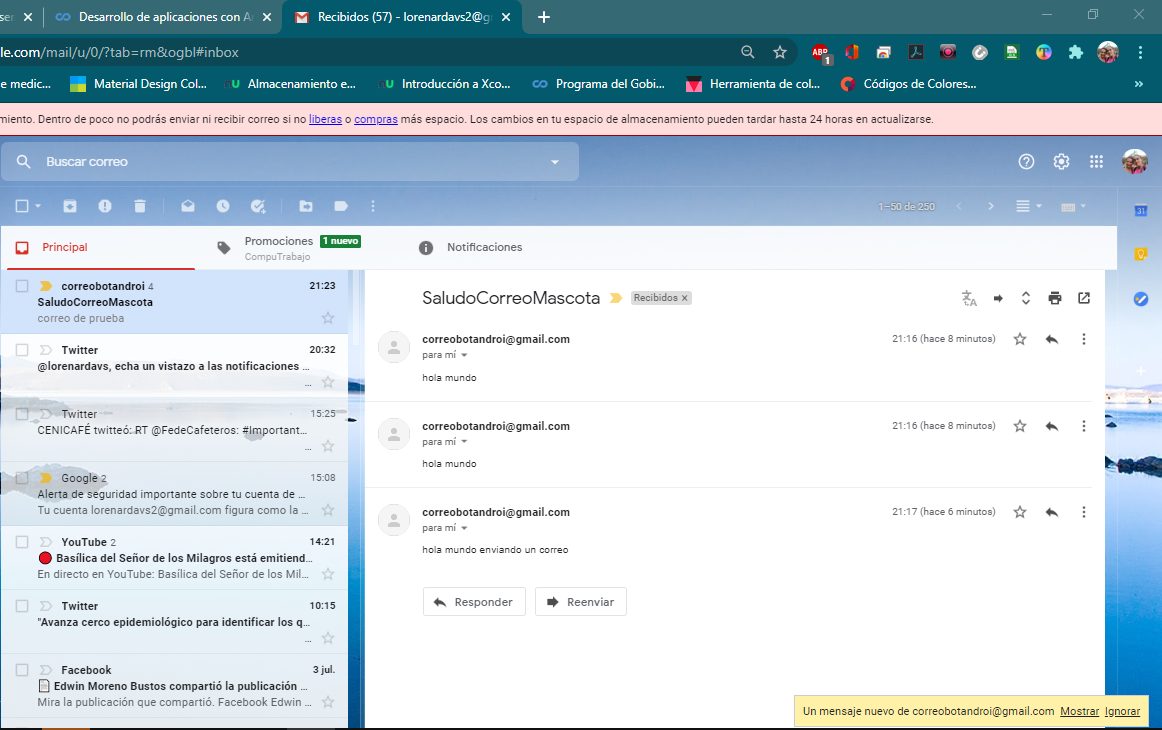 ser
Desarrollo de aplicaciones con A
Recibidos (57) - lorenardavs2@g
le.com/mail/u/0/?tab=rm&ogbl#inbox
ABP
1
e medic...
Material Design Col...
Almacenamiento e...
Introducción a Xco...
Programa del Gobi...
Herramienta de col...
Códigos de Colores...
»
miento. Dentro de poco no podrás enviar ni recibir correo si no liberas o compras más espacio. Los cambios en tu espacio de almacenamiento pueden tardar hasta 24 horas en actualizarse.
Buscar correo
1–50 de 250
31
Principal
Promociones 1 nuevo
CompuTrabajo
Notificaciones
correobotandroi 4 21:23
SaludoCorreoMascota
correo de prueba
Twitter 20:32
@lorenardavs, echa un vistazo a las notificaciones ...
...
Twitter 15:25
CENICAFÉ twitteó: RT @FedeCafeteros: #Important...
...
Google 2 15:08
Alerta de seguridad importante sobre tu cuenta de ...
Tu cuenta lorenardavs2@gmail.com figura como la ...
YouTube 2 14:21
🔴 Basílica del Señor de los Milagros está emitiend...
En directo en YouTube: Basílica del Señor de los Mil...
Twitter 10:15
"Avanza cerco epidemiológico para identificar los q...
...
Facebook 3 jul.
Edwin Moreno Bustos compartió la publicación ...
Mira la publicación que compartió. Facebook Edwin ...
SaludoCorreoMascota Recibidos x
correobotandroi@gmail.com 21:16 (hace 8 minutos)
para mí
hola mundo
correobotandroi@gmail.com 21:16 (hace 8 minutos)
para mí
hola mundo
correobotandroi@gmail.com 21:17 (hace 6 minutos)
para mí
hola mundo enviando un correo
Responder
Reenviar
Un mensaje nuevo de correobotandroi@gmail.com Mostrar Ignorar